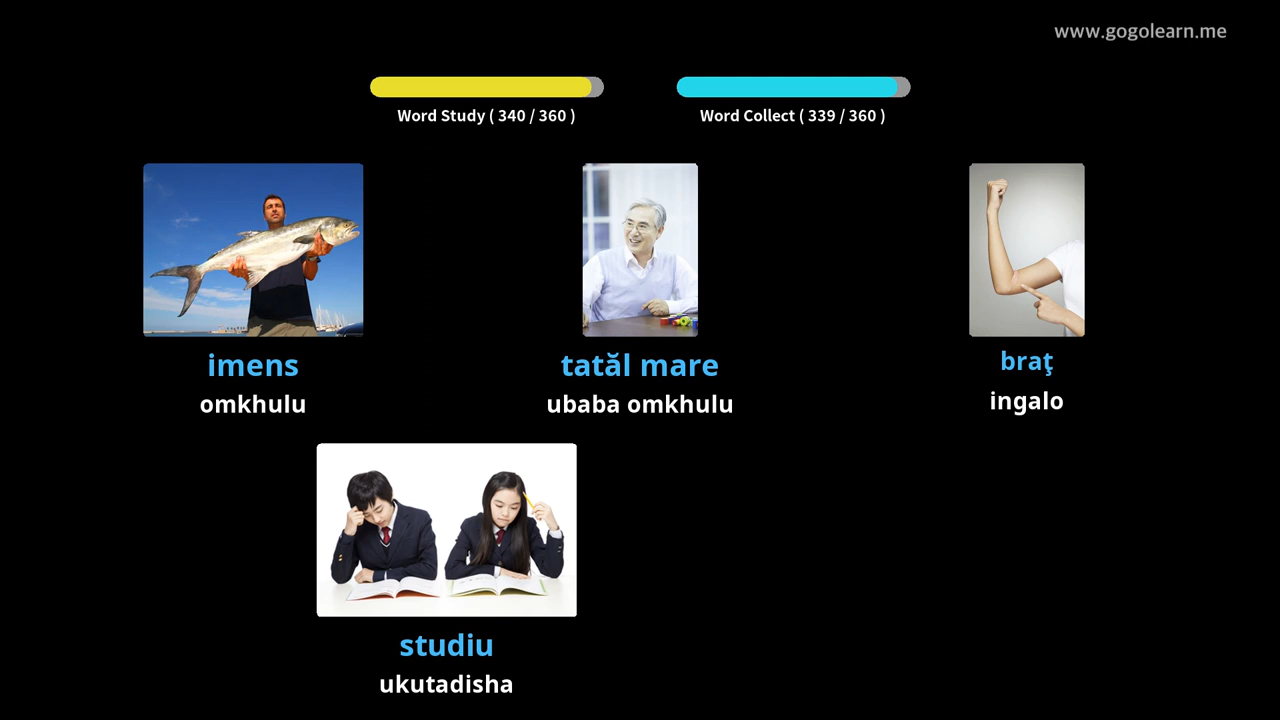 www.gogolearn.me
Word Study ( 340 / 360 )
Word Collect ( 339 / 360 )
imens
omkhulu
tatăl mare
ubaba omkhulu
braţ
ingalo
studiu
ukutadisha